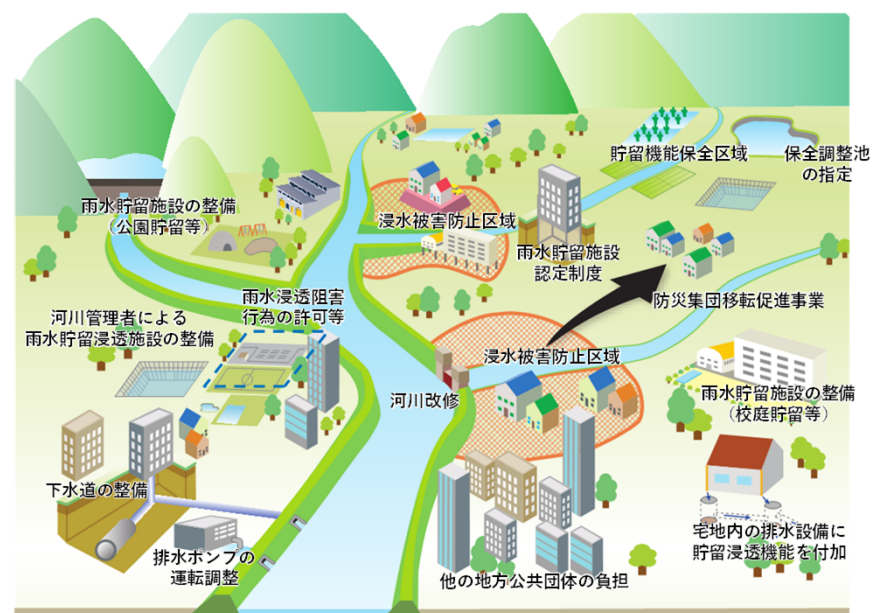 貯留機能保全区域
保全調整池
の指定
雨水貯留施設の整備
（公園貯留等）
浸水被害防止区域
雨水貯留施設
認定制度
雨水浸透阻害
行為の許可等
防災集団移転促進事業
河川管理者による
雨水貯留浸透施設の整備
浸水被害防止区域
河川改修
雨水貯留施設の整備
（校庭貯留等）
下水道の整備
排水ポンプの
運転調整
宅地内の排水設備に
貯留浸透機能を付加
他の地方公共団体の負担